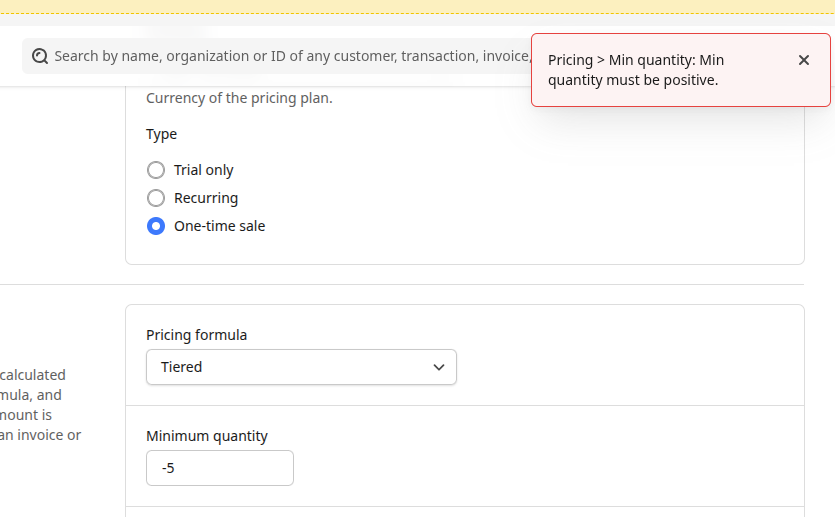 Search by name, organization or ID of any customer, transaction, invoice,
Pricing > Min quantity: Min
quantity must be positive.
Currency of the pricing plan.
Type
Trial only
Recurring
One-time sale
calculated
mula, and
mount is
an invoice or
Pricing formula
Tiered
Minimum quantity
-5